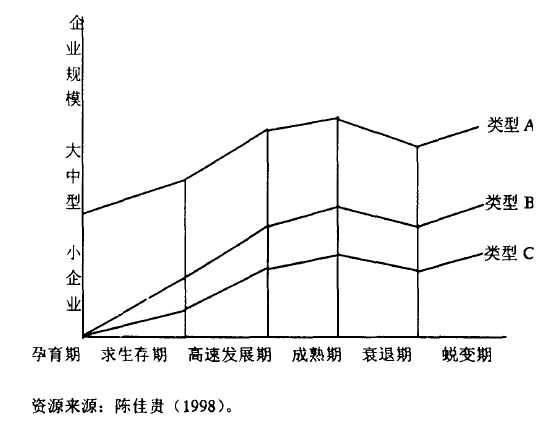 企业规模
大中型
小企业
类型 A
类型 B
类型 C
孕育期 求生存期 高速发展期 成熟期 衰退期 蜕变期
资源来源：陈佳贵（1998）。